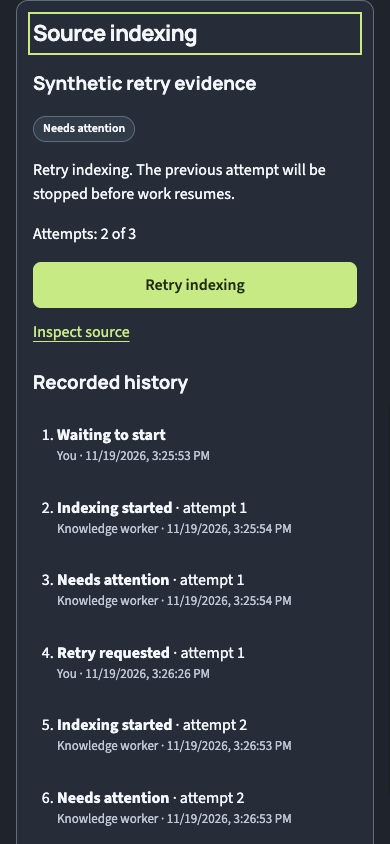 Source indexing
Synthetic retry evidence
Needs attention
Retry indexing. The previous attempt will be
stopped before work resumes.
Attempts: 2 of 3
Retry indexing
Inspect source
Recorded history
1. Waiting to start
You · 11/19/2026, 3:25:53 PM
2. Indexing started · attempt 1
Knowledge worker · 11/19/2026, 3:25:54 PM
3. Needs attention · attempt 1
Knowledge worker · 11/19/2026, 3:25:54 PM
4. Retry requested · attempt 1
You · 11/19/2026, 3:26:26 PM
5. Indexing started · attempt 2
Knowledge worker · 11/19/2026, 3:26:53 PM
6. Needs attention · attempt 2
Knowledge worker · 11/19/2026, 3:26:53 PM